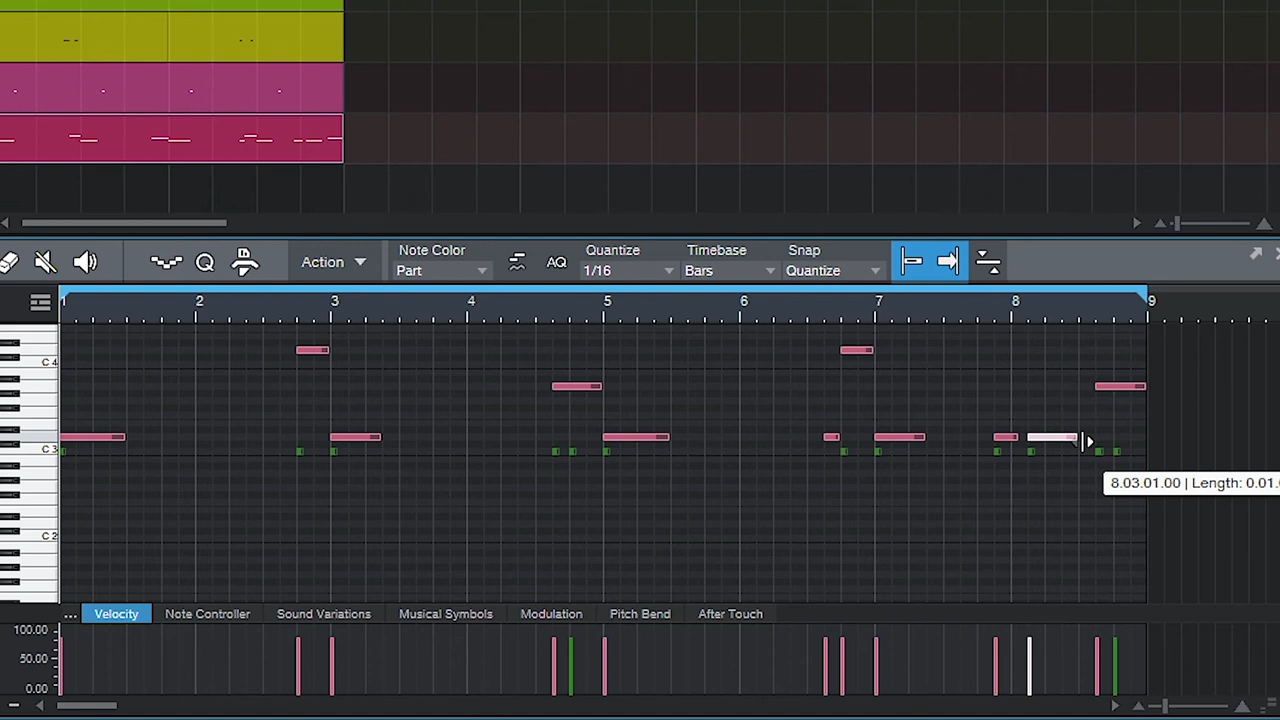 Action
Note Color
Part
AQ
Quantize
1/16
Timebase
Bars
Snap
Quantize
2 3 4 5 6 7 8 9
C 4
C 3
C 2
8.03.01.00 | Length: 0.01.
... Velocity Note Controller Sound Variations Musical Symbols Modulation Pitch Bend After Touch
100.00
50.00
0.00